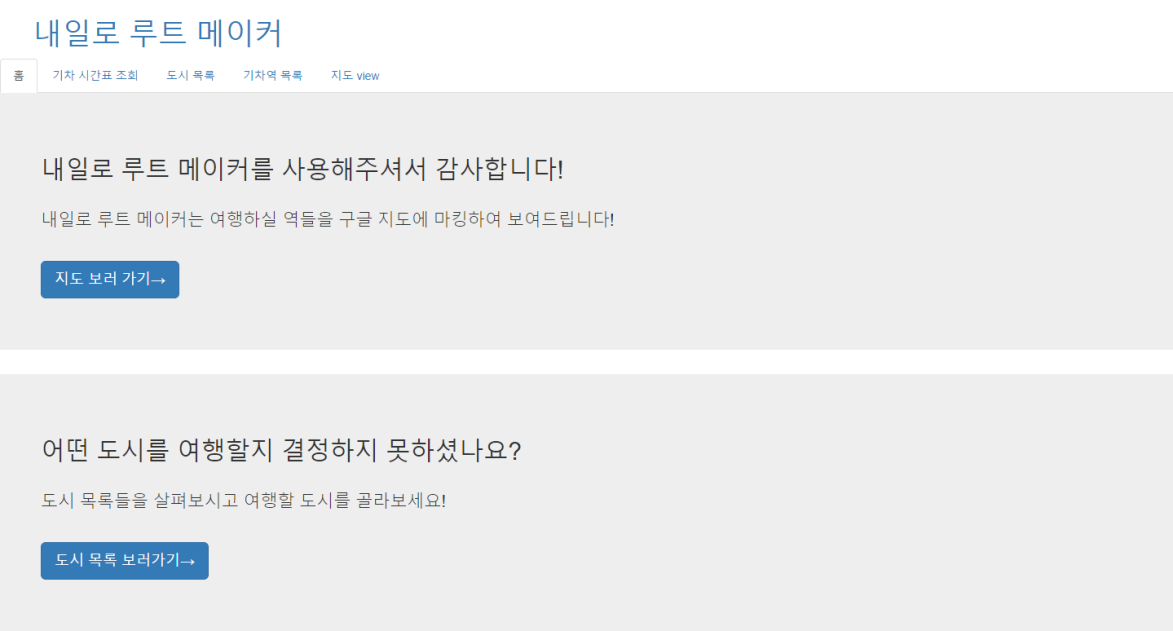 내일로 루트 메이커
홈 기차 시간표 조회 도시 목록 기차역 목록 지도 view
내일로 루트 메이커를 사용해주셔서 감사합니다!
내일로 루트 메이커는 여행하실 역들을 구글 지도에 마킹하여 보여드립니다!
지도 보러 가기→
어떤 도시를 여행할지 결정하지 못하셨나요?
도시 목록들을 살펴보시고 여행할 도시를 골라보세요!
도시 목록 보러가기→